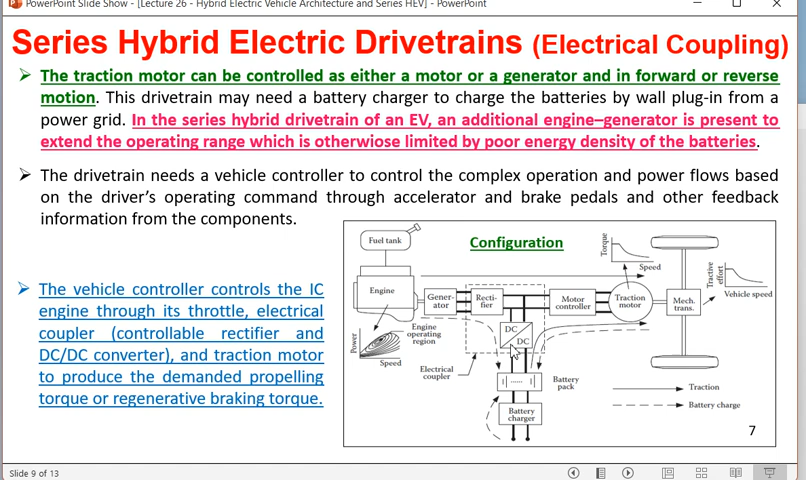 PowerPoint Slide Show - [Lecture 26 - Hybrid Electric Vehicle Architecture and Series HEV] - PowerPoint
Series Hybrid Electric Drivetrains (Electrical Coupling)
➢ The traction motor can be controlled as either a motor or a generator and in forward or reverse
motion. This drivetrain may need a battery charger to charge the batteries by wall plug-in from a
power grid. In the series hybrid drivetrain of an EV, an additional engine–generator is present to
extend the operating range which is otherwiose limited by poor energy density of the batteries.
➢ The drivetrain needs a vehicle controller to control the complex operation and power flows based
on the driver's operating command through accelerator and brake pedals and other feedback
information from the components.
➢ The vehicle controller controls the IC
engine through its throttle, electrical
coupler (controllable rectifier and
DC/DC converter), and traction motor
to produce the demanded propelling
torque or regenerative braking torque.
Configuration
Fuel tank
Engine
Gener-
ator
Recti-
fier
Motor
controller
Traction
motor
Mech.
trans.
Torque
Speed
Tractive
effort
Vehicle speed
Power
Speed
Engine
operating
region
Electrical
coupler
DC
DC
Battery
pack
Battery
charger
Traction
Battery charge
7
Slide 9 of 13